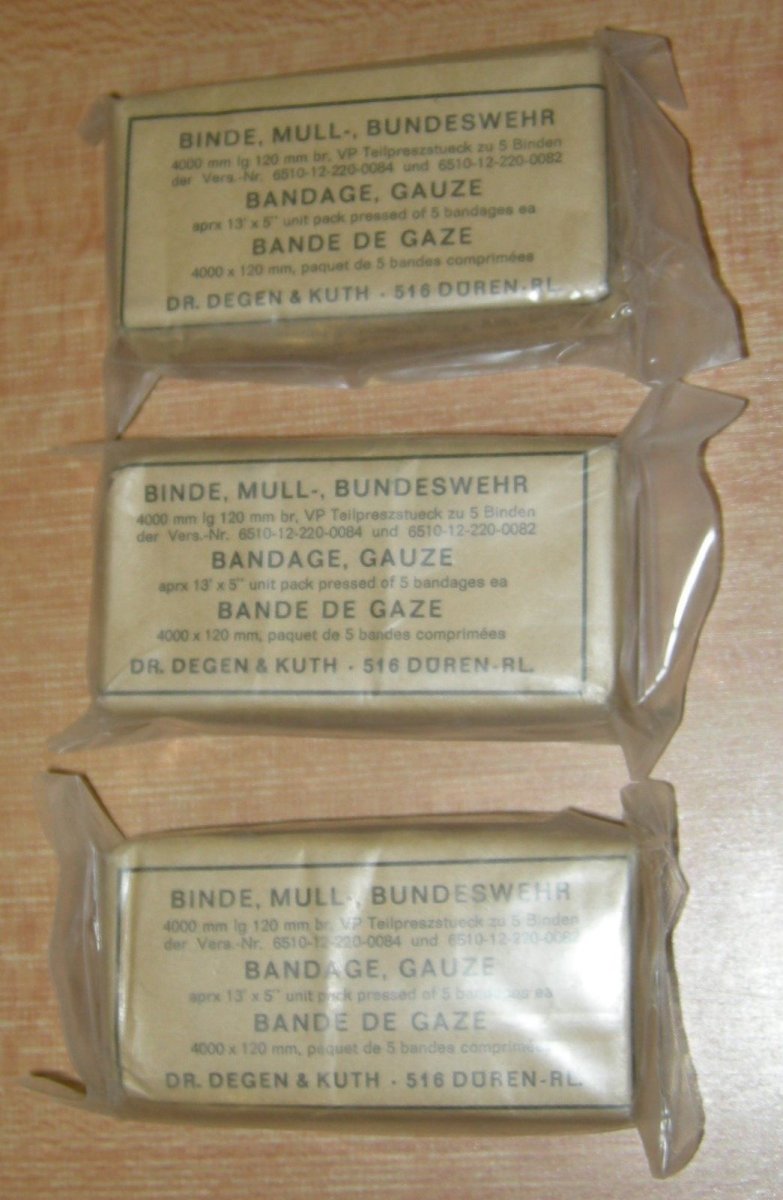 BINDE, MULL-, BUNDESWEHR
4000 mm lg 120 mm br, VP Teilpreszstueck zu 5 Binden
der Vers.-Nr. 6510-12-220-0084 und 6510-12-220-0082
BANDAGE, GAUZE
aprx 13' x 5" unit pack pressed of 5 bandages ea
BANDE DE GAZE
4000 x 120 mm, paquet de 5 bandes comprimées
DR. DEGEN & KUTH · 516 DÜREN-RL.
BINDE, MULL-, BUNDESWEHR
4000 mm lg 120 mm br, VP Teilpreszstueck zu 5 Binden
der Vers.-Nr. 6510-12-220-0084 und 6510-12-220-0082
BANDAGE, GAUZE
aprx 13' x 5" unit pack pressed of 5 bandages ea
BANDE DE GAZE
4000 x 120 mm, paquet de 5 bandes comprimées
DR. DEGEN & KUTH · 516 DÜREN-RL.
BINDE, MULL-, BUNDESWEHR
4000 mm lg 120 mm br, VP Teilpreszstueck zu 5 Binden
der Vers.-Nr. 6510-12-220-0084 und 6510-12-220-0082
BANDAGE, GAUZE
aprx 13' x 5" unit pack pressed of 5 bandages ea
BANDE DE GAZE
4000 x 120 mm, paquet de 5 bandes comprimées
DR. DEGEN & KUTH · 516 DÜREN-RL.